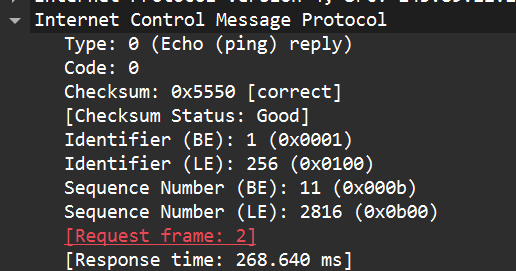 Internet Control Message Protocol
Type: 0 (Echo (ping) reply)
Code: 0
Checksum: 0x5550 [correct]
[Checksum Status: Good]
Identifier (BE): 1 (0x0001)
Identifier (LE): 256 (0x0100)
Sequence Number (BE): 11 (0x000b)
Sequence Number (LE): 2816 (0x0b00)
[Request frame: 2]
[Response time: 268.640 ms]